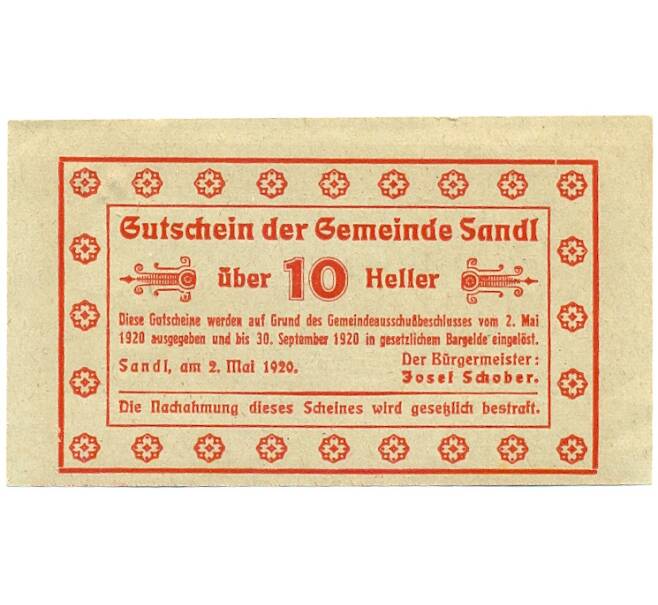 Gutschein der Gemeinde Sandl
über 10 Heller
Diese Gutscheine werden auf Grund des Gemeindeausschußbeschlusses vom 2. Mai
1920 ausgegeben und bis 30. September 1920 in gesetzlichem Bargelde eingelöst.
Sandl, am 2. Mai 1920.
Der Bürgermeister:
Josef Schober.
Die Nachahmung dieses Scheines wird gesetzlich bestraft.